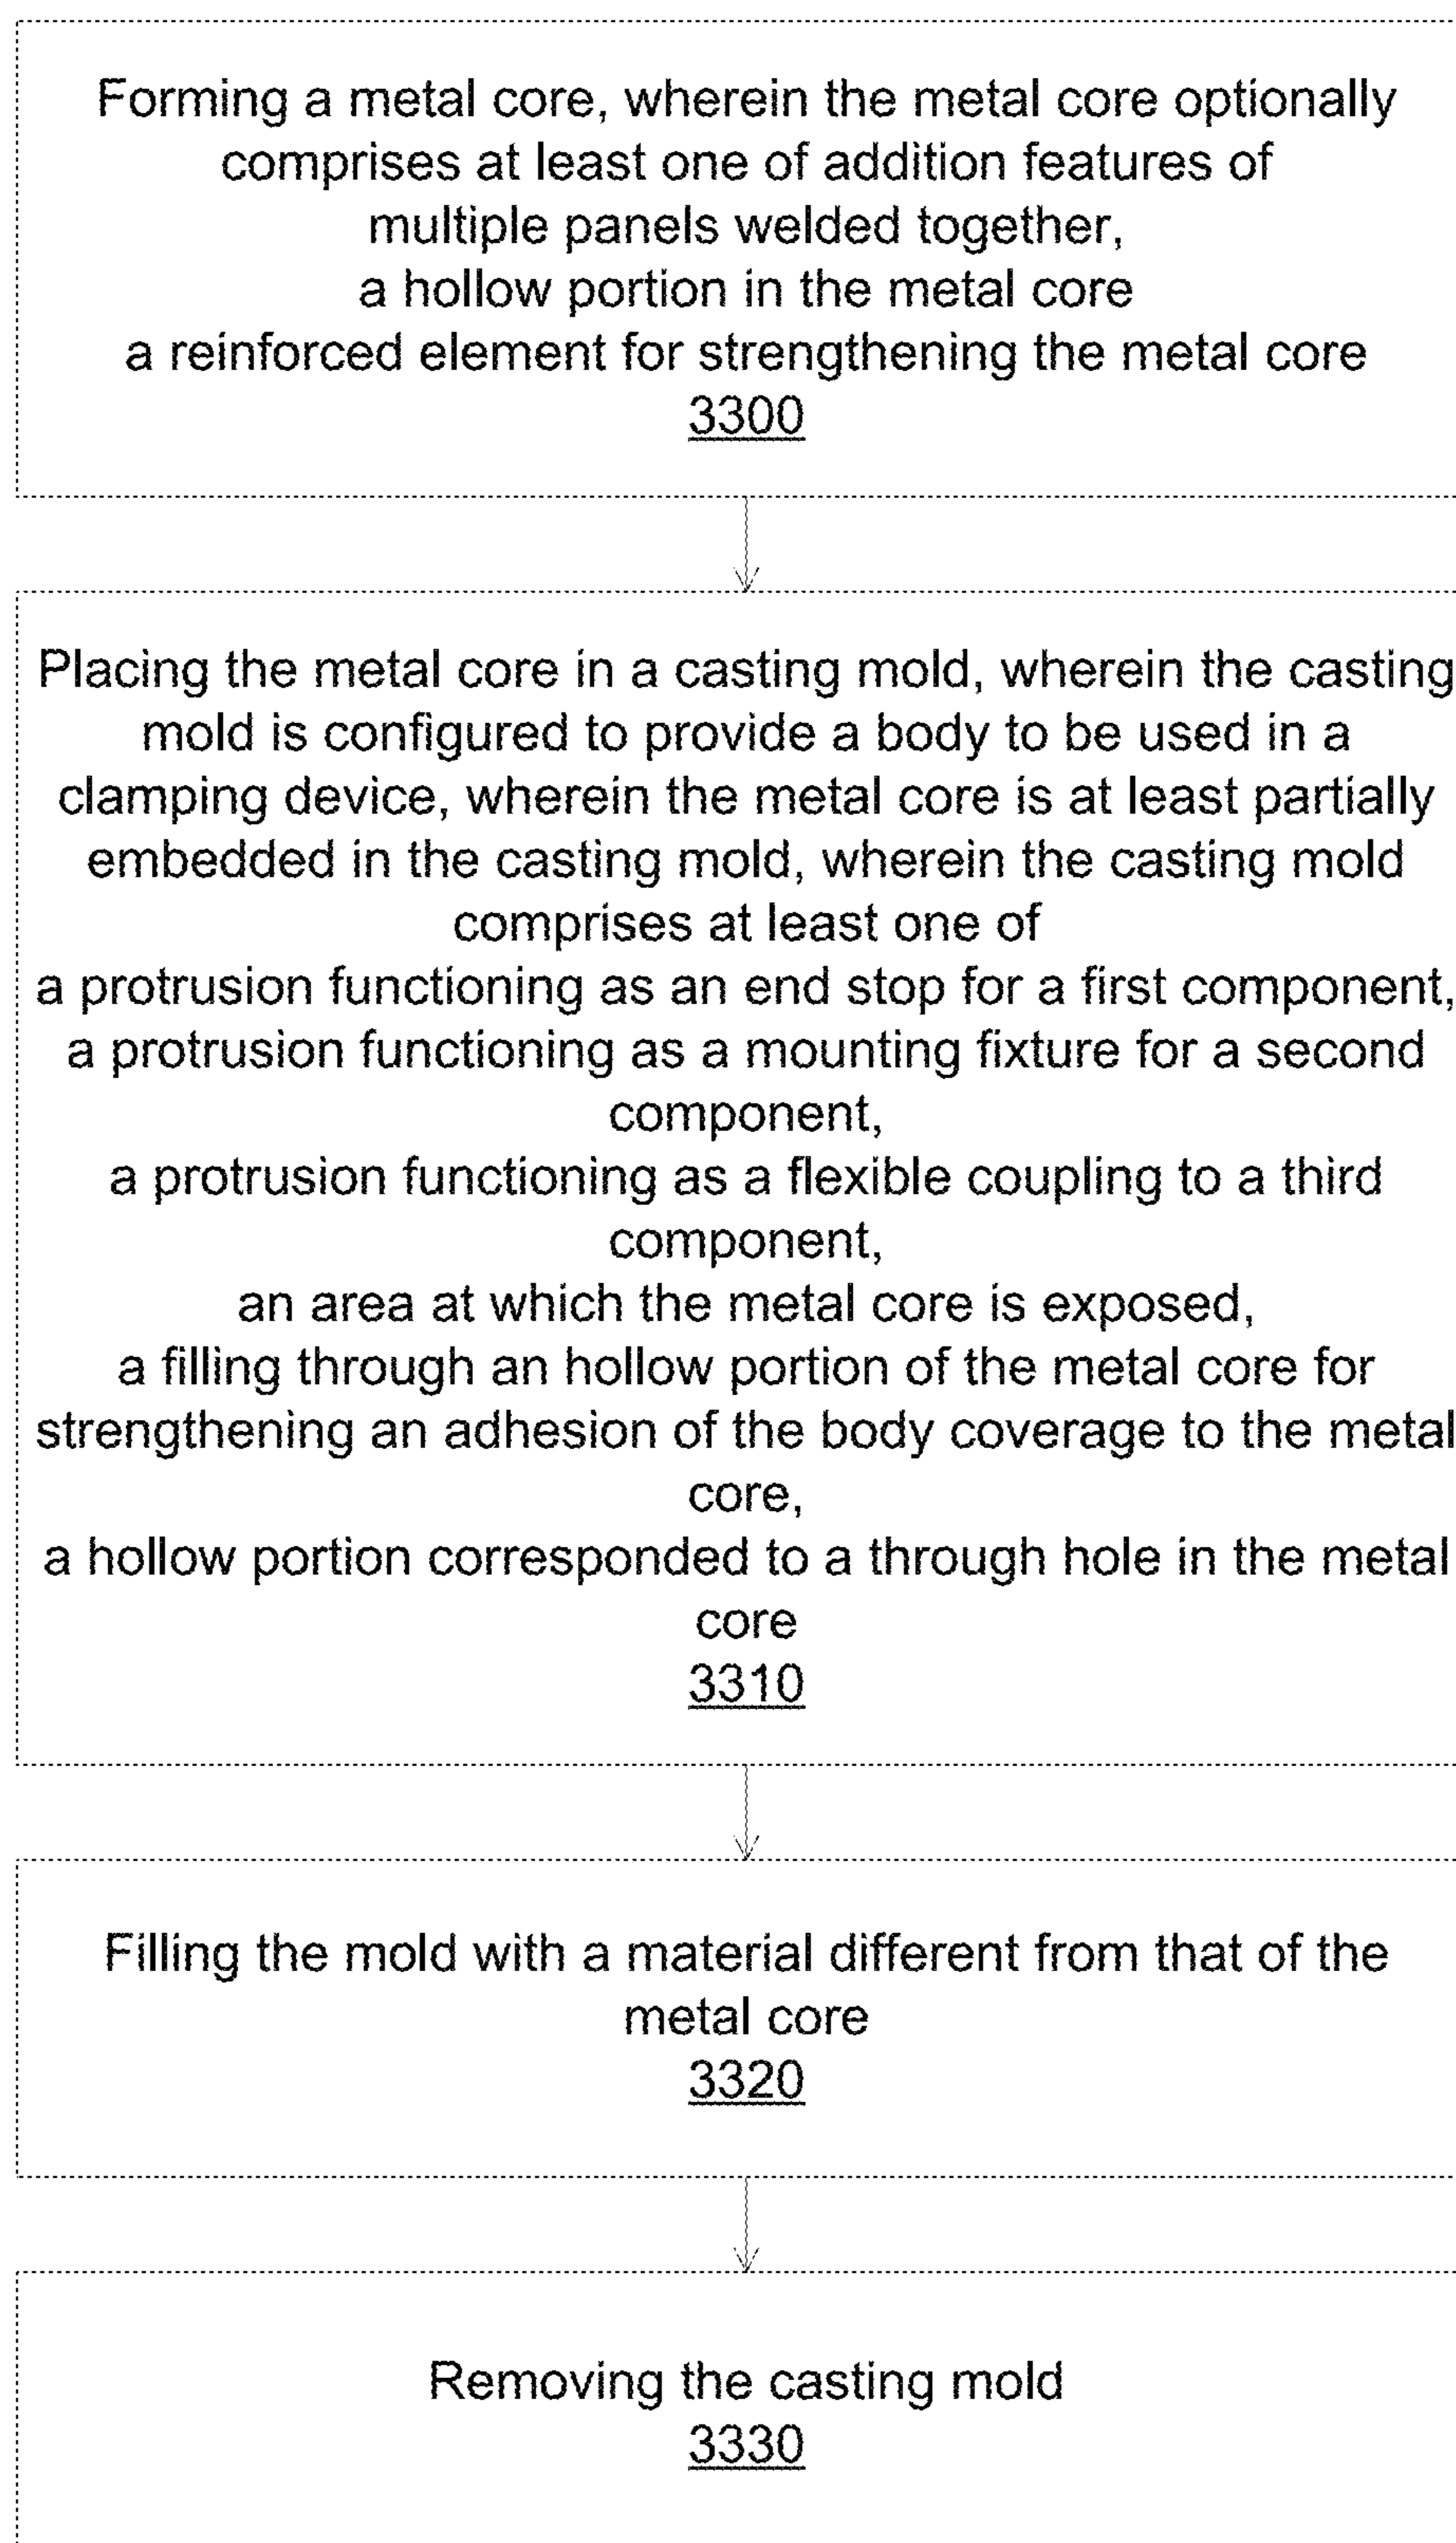 Forming a metal core, wherein the metal core optionally
comprises at least one of addition features of
multiple panels welded together,
a hollow portion in the metal core
a reinforced element for strengthening the metal core
3300
Placing the metal core in a casting mold, wherein the casting
mold is configured to provide a body to be used in a
clamping device, wherein the metal core is at least partially
embedded in the casting mold, wherein the casting mold
comprises at least one of
a protrusion functioning as an end stop for a first component,
a protrusion functioning as a mounting fixture for a second
component,
a protrusion functioning as a flexible coupling to a third
component,
an area at which the metal core is exposed,
a filling through an hollow portion of the metal core for
strengthening an adhesion of the body coverage to the metal
core,
a hollow portion corresponded to a through hole in the metal
core
3310
Filling the mold with a material different from that of the
metal core
3320
Removing the casting mold
3330